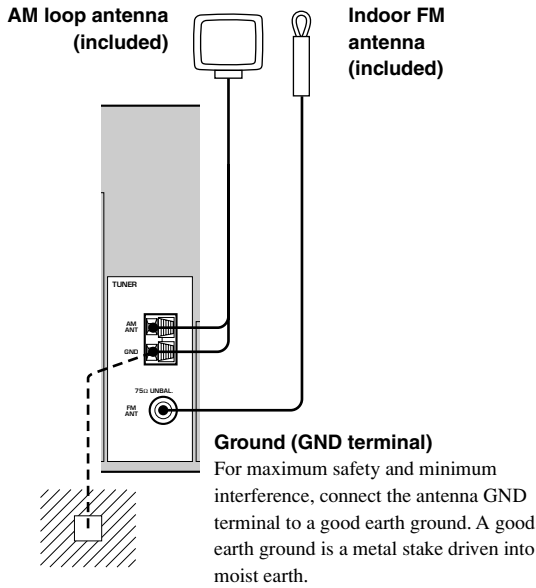 AM loop antenna
(included)
Indoor FM
antenna
(included)
TUNER
AM
ANT
GND
75Ω UNBAL.
FM
ANT
Ground (GND terminal)
For maximum safety and minimum
interference, connect the antenna GND
terminal to a good earth ground. A good
earth ground is a metal stake driven into
moist earth.